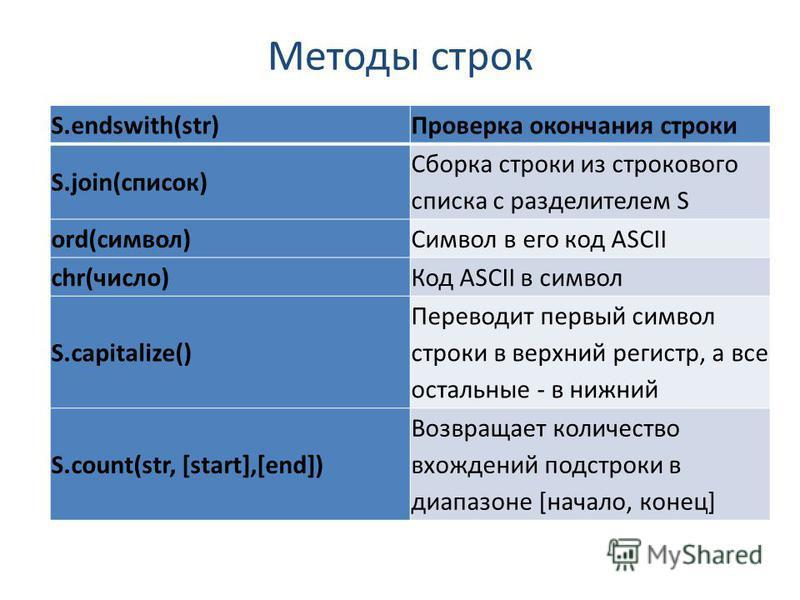 Методы строк
S.endswith(str)
Проверка окончания строки
S.join(список)
Сборка строки из строкового
списка с разделителем S
ord(символ)
Символ в его код ASCII
chr(число)
Код ASCII в символ
S.capitalize()
Переводит первый символ
строки в верхний регистр, а все
остальные - в нижний
S.count(str, [start],[end])
Возвращает количество
вхождений подстроки в
диапазоне [начало, конец]
MyShared